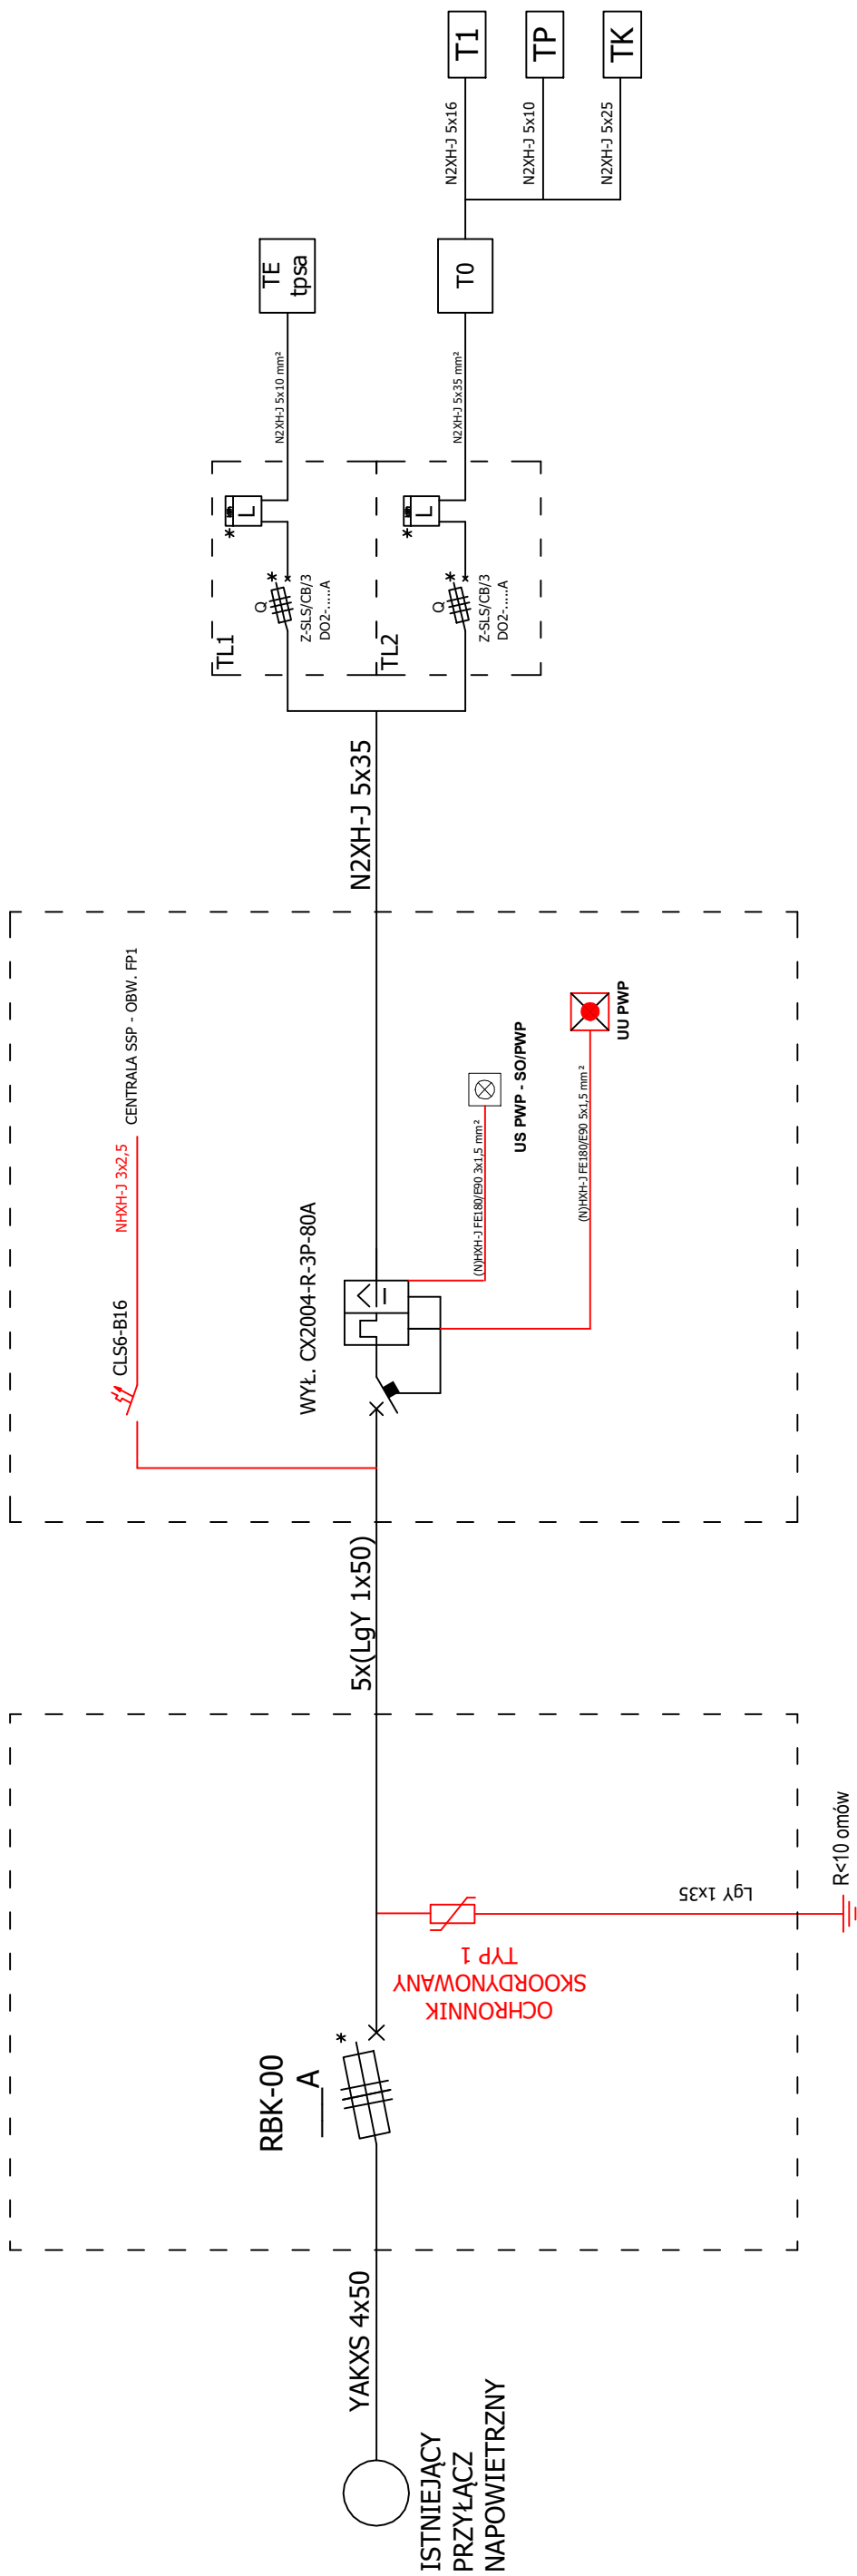 ISTNIEJĄCY
PRZYŁĄCZ
NAPOWIETRZNY
YAKXS 4x50
RBK-00
___A
*
OCHRONNIK
SKOORDYNOWANY
TYP 1
LgY 1x35
R<10 omów
5x(LgY 1x50)
CLS6-B16
NHXH-J 3x2,5
CENTRALA SSP - OBW. FP1
WYŁ. CX2004-R-3P-80A
I
(N)HXH-J FE180/E90 3x1,5 mm²
US PWP - SO/PWP
(N)HXH-J FE180/E90 5x1,5 mm²
UU PWP
N2XH-J 5x35
TL1
Q
*
Z-SLS/CB/3
DO2-.....A
*
L
N2XH-J 5x10 mm²
TE
tpsa
TL2
Q
*
Z-SLS/CB/3
DO2-.....A
*
L
N2XH-J 5x35 mm²
T0
N2XH-J 5x16
T1
N2XH-J 5x10
TP
N2XH-J 5x25
TK